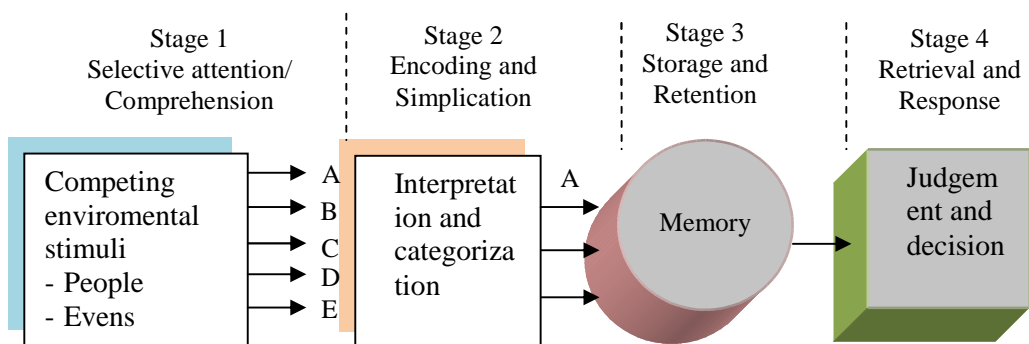 Stage 1
Selective attention/
Comprehension
Stage 2
Encoding and
Simplication
Stage 3
Storage and
Retention
Stage 4
Retrieval and
Response
Competing
enviromental
stimuli
- People
- Evens
A
B
C
D
E
Interpretat
ion and
categoriza
tion
A
Memory
Judgem
ent and
decision